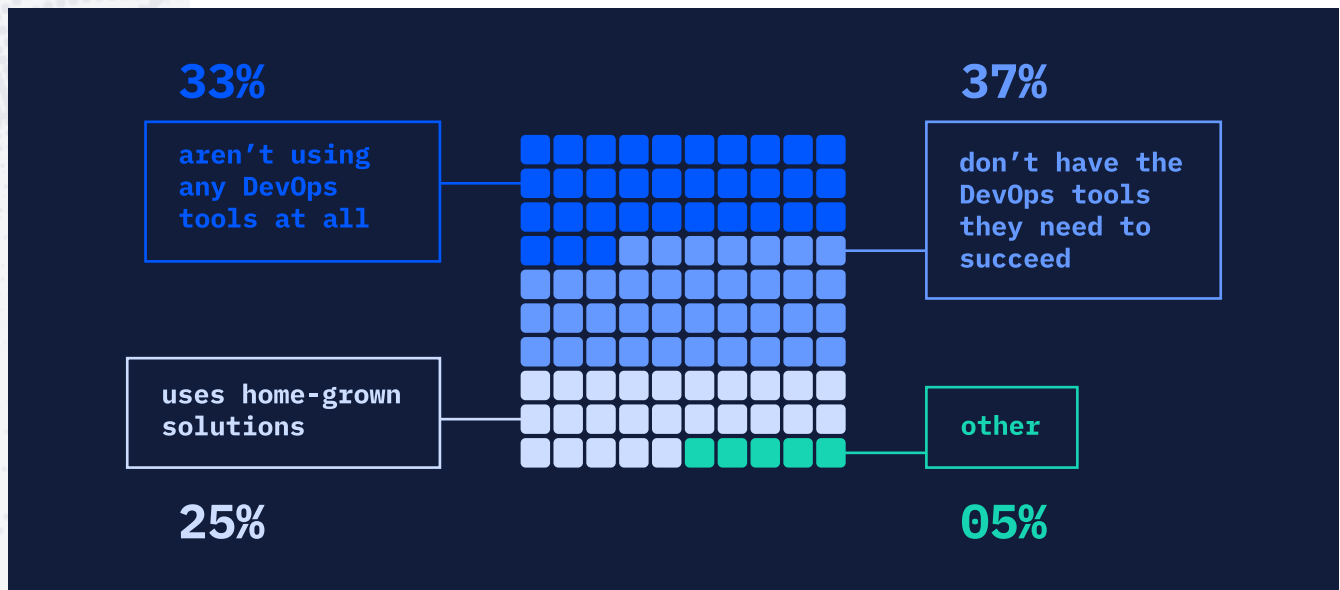 33%
aren’t using
any DevOps
tools at all
37%
don’t have the
DevOps tools
they need to
succeed
uses home-grown
solutions
25%
other
05%